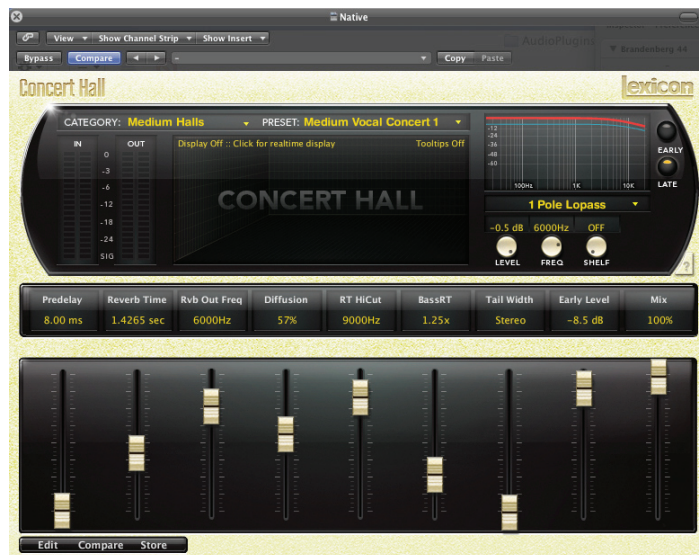 Native
View Show Channel Strip Show Insert
Bypass Compare - Copy Paste
AudioPlugin
Brandenberg 44
Concert Hall
lexicon
CATEGORY: Medium Halls PRESET: Medium Vocal Concert 1
IN OUT
0
-3
-6
-12
-18
-24
SIG
Display Off :: Click for realtime display Tooltips Off
CONCERT HALL
-12
-24
-36
-48
-60
100Hz 1K 10K
EARLY
LATE
1 Pole Lopass
-0.5 dB 6000Hz OFF
LEVEL FREQ SHELF
?
Predelay Reverb Time Rvb Out Freq Diffusion RT HiCut BassRT Tail Width Early Level Mix
8.00 ms 1.4265 sec 6000Hz 57% 9000Hz 1.25x Stereo -8.5 dB 100%
Edit Compare Store